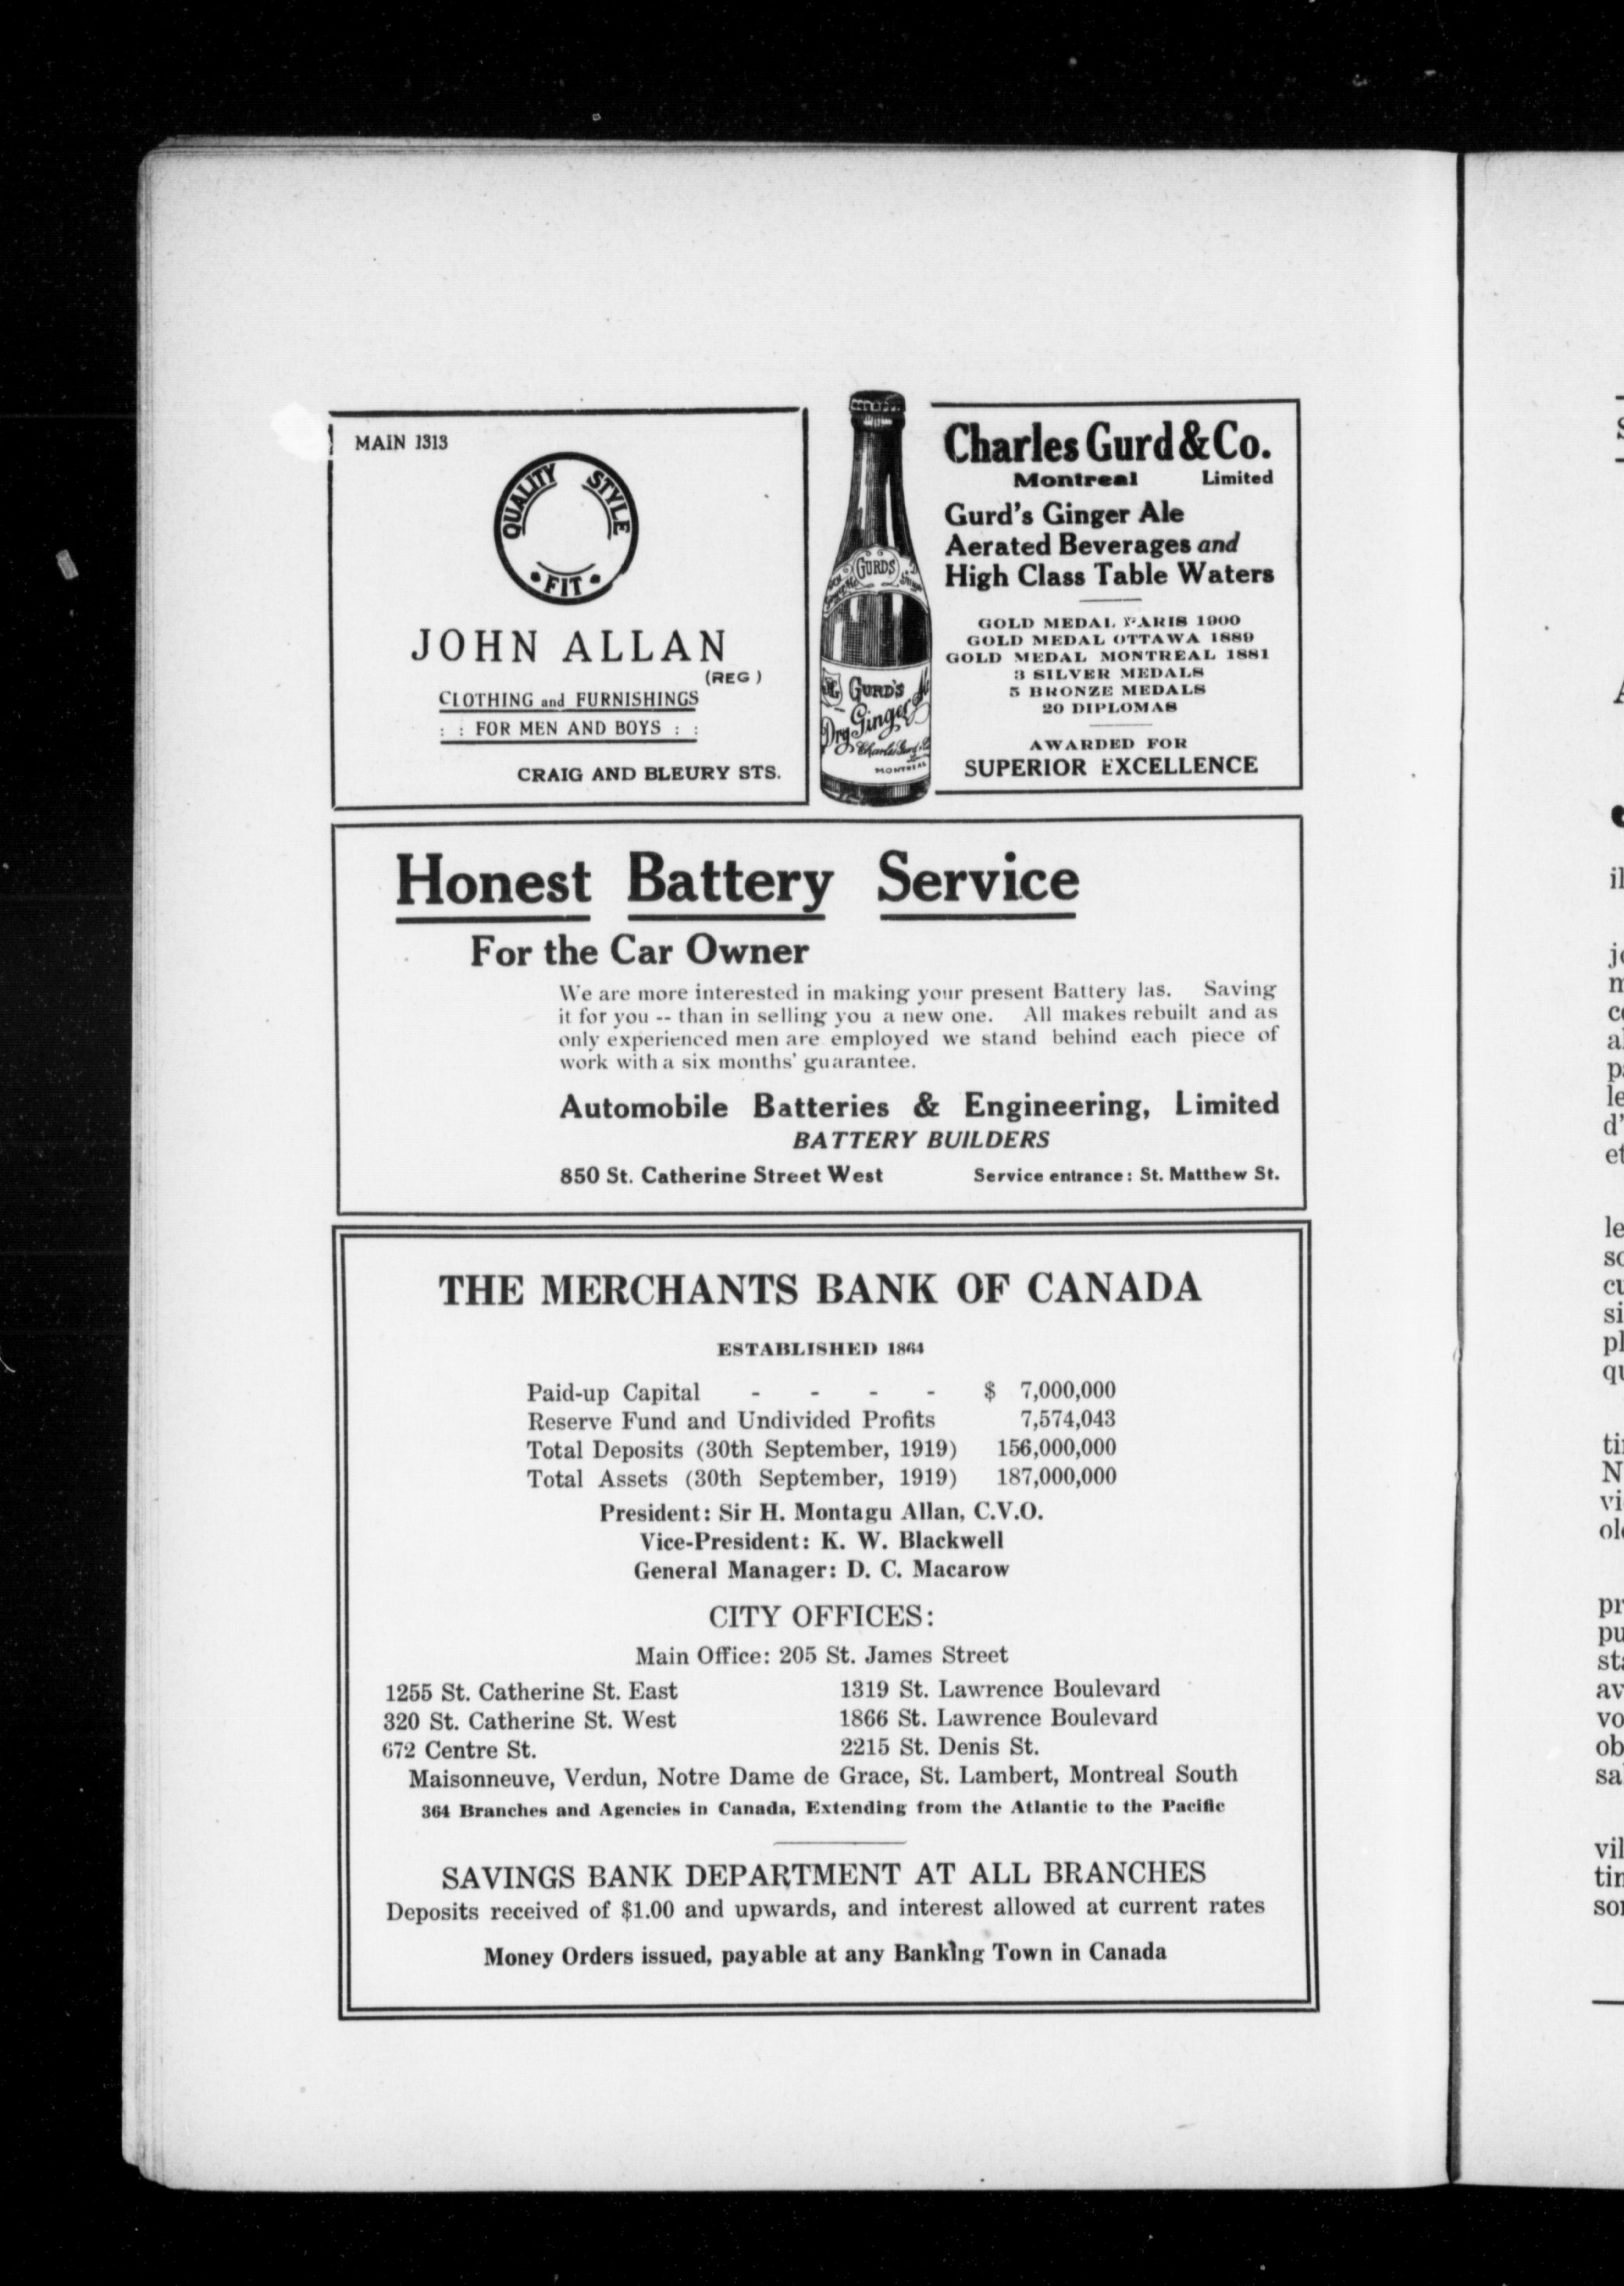 MAIN 1313
QUALITY STYLE
• FIT •
JOHN ALLAN
(REG)
CLOTHING and FURNISHINGS
: : FOR MEN AND BOYS : :
CRAIG AND BLEURY STS.
GURDS
GURD'S
Dry Ginger
Charles Gurd
MONTREAL
Charles Gurd & Co.
Montreal Limited
Gurd's Ginger Ale
Aerated Beverages and
High Class Table Waters
GOLD MEDAL PARIS 1900
GOLD MEDAL OTTAWA 1889
GOLD MEDAL MONTREAL 1881
3 SILVER MEDALS
5 BRONZE MEDALS
20 DIPLOMAS
AWARDED FOR
SUPERIOR EXCELLENCE
Honest Battery Service
For the Car Owner
We are more interested in making your present Battery las. Saving
it for you -- than in selling you a new one. All makes rebuilt and as
only experienced men are employed we stand behind each piece of
work with a six months' guarantee.
Automobile Batteries & Engineering, Limited
BATTERY BUILDERS
850 St. Catherine Street West Service entrance: St. Matthew St.
THE MERCHANTS BANK OF CANADA
ESTABLISHED 1864
Paid-up Capital - - - - $ 7,000,000
Reserve Fund and Undivided Profits 7,574,043
Total Deposits (30th September, 1919) 156,000,000
Total Assets (30th September, 1919) 187,000,000
President: Sir H. Montagu Allan, C.V.O.
Vice-President: K. W. Blackwell
General Manager: D. C. Macarow
CITY OFFICES:
Main Office: 205 St. James Street
1255 St. Catherine St. East 1319 St. Lawrence Boulevard
320 St. Catherine St. West 1866 St. Lawrence Boulevard
672 Centre St. 2215 St. Denis St.
Maisonneuve, Verdun, Notre Dame de Grace, St. Lambert, Montreal South
364 Branches and Agencies in Canada, Extending from the Atlantic to the Pacific
SAVINGS BANK DEPARTMENT AT ALL BRANCHES
Deposits received of $1.00 and upwards, and interest allowed at current rates
Money Orders issued, payable at any Banking Town in Canada